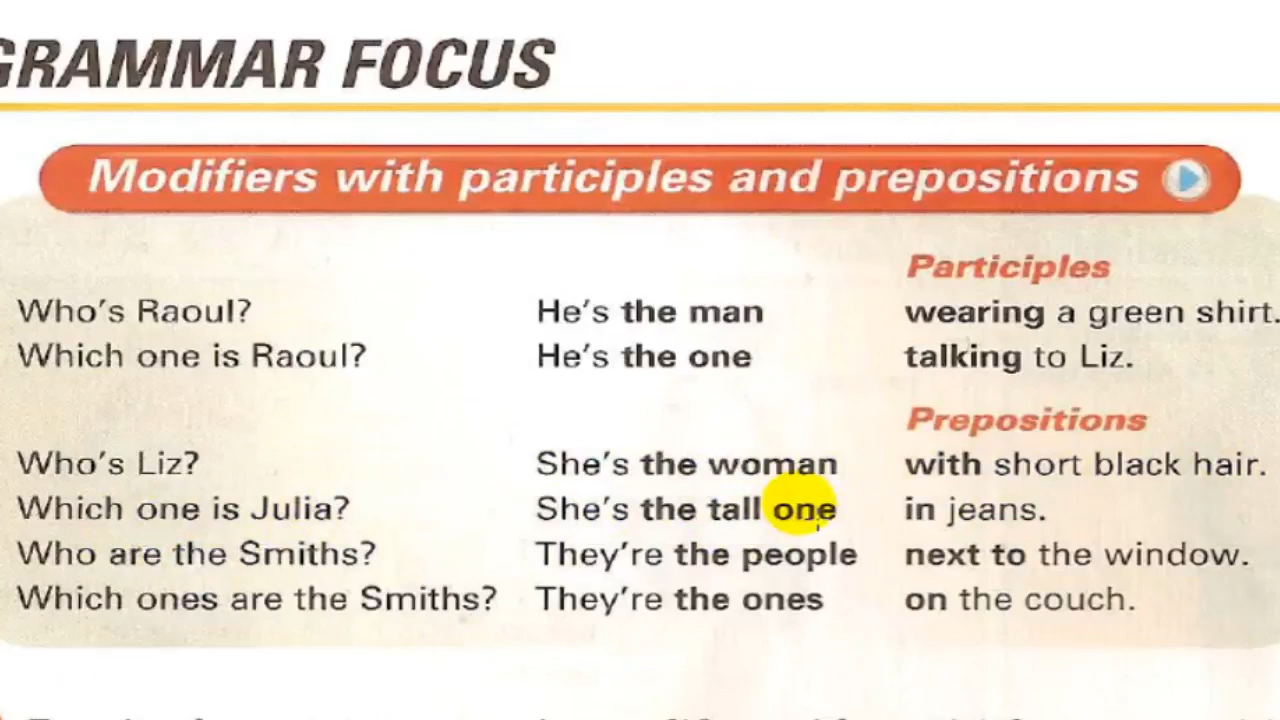 GRAMMAR FOCUS
Modifiers with participles and prepositions
Participles
Who's Raoul? He's the man wearing a green shirt.
Which one is Raoul? He's the one talking to Liz.
Prepositions
Who's Liz? She's the woman with short black hair.
Which one is Julia? She's the tall one in jeans.
Who are the Smiths? They're the people next to the window.
Which ones are the Smiths? They're the ones on the couch.